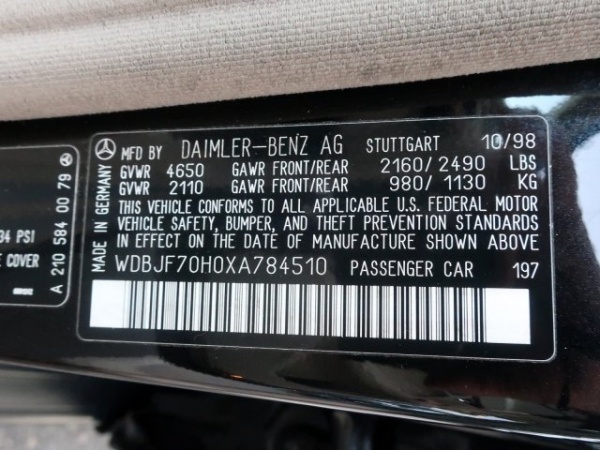 MFD BY DAIMLER-BENZ AG STUTTGART 10/98
GVWR 4650 GAWR FRONT/REAR 2160/2490 LBS
GVWR 2110 GAWR FRONT/REAR 980/1130 KG
THIS VEHICLE CONFORMS TO ALL APPLICABLE U.S. FEDERAL MOTOR
VEHICLE SAFETY, BUMPER, AND THEFT PREVENTION STANDARDS
IN EFFECT ON THE DATE OF MANUFACTURE SHOWN ABOVE.
WDBJF70H0XA784510 PASSENGER CAR 197
MADE IN GERMANY
A 210 584 00 79
34 PSI
E COVER